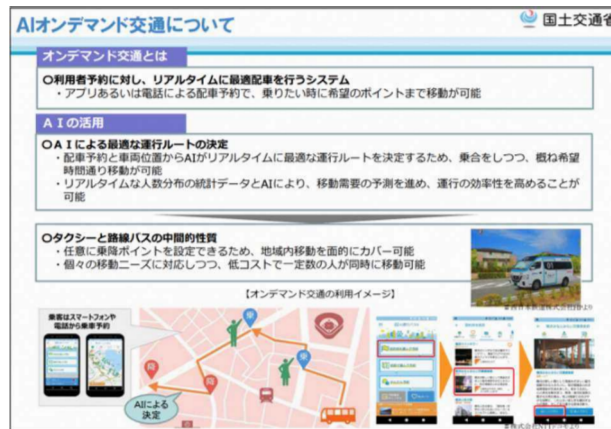 AIオンデマンド交通について
国土交通省
オンデマンド交通とは
○利用者予約に対し、リアルタイムに最適配車を行うシステム
・アプリあるいは電話による配車予約で、乗りたい時に希望のポイントまで移動が可能
AIの活用
○AIによる最適な運行ルートの決定
・配車予約と車両位置からAIがリアルタイムに最適な運行ルートを決定するため、乗合をしつつ、概ね希望
時間通り移動が可能
・リアルタイムな人数分布の統計データとAIにより、移動需要の予測を進め、運行の効率性を高めることが
可能
○タクシーと路線バスの中間的性質
・任意に乗降ポイントを設定できるため、地域内移動を面的にカバー可能
・個々の移動ニーズに対応しつつ、低コストで一定数の人が同時に移動可能
【オンデマンド交通の利用イメージ】
乗客はスマートフォンや
電話から乗車予約
乗
乗
降
降
AIによる
決定